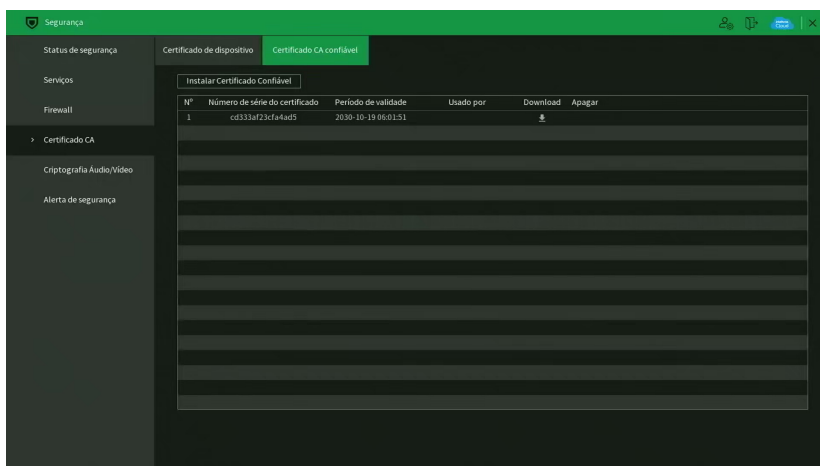 Segurança
Status de segurança
Serviços
Firewall
> Certificado CA
Criptografia Áudio/Vídeo
Alerta de segurança
Certificado de dispositivo Certificado CA confiável
Instalar Certificado Confiável
Nº Número de série do certificado Período de validade Usado por Download Apagar
1 cd333af23cfa4ad5 2030-10-19 06:01:51